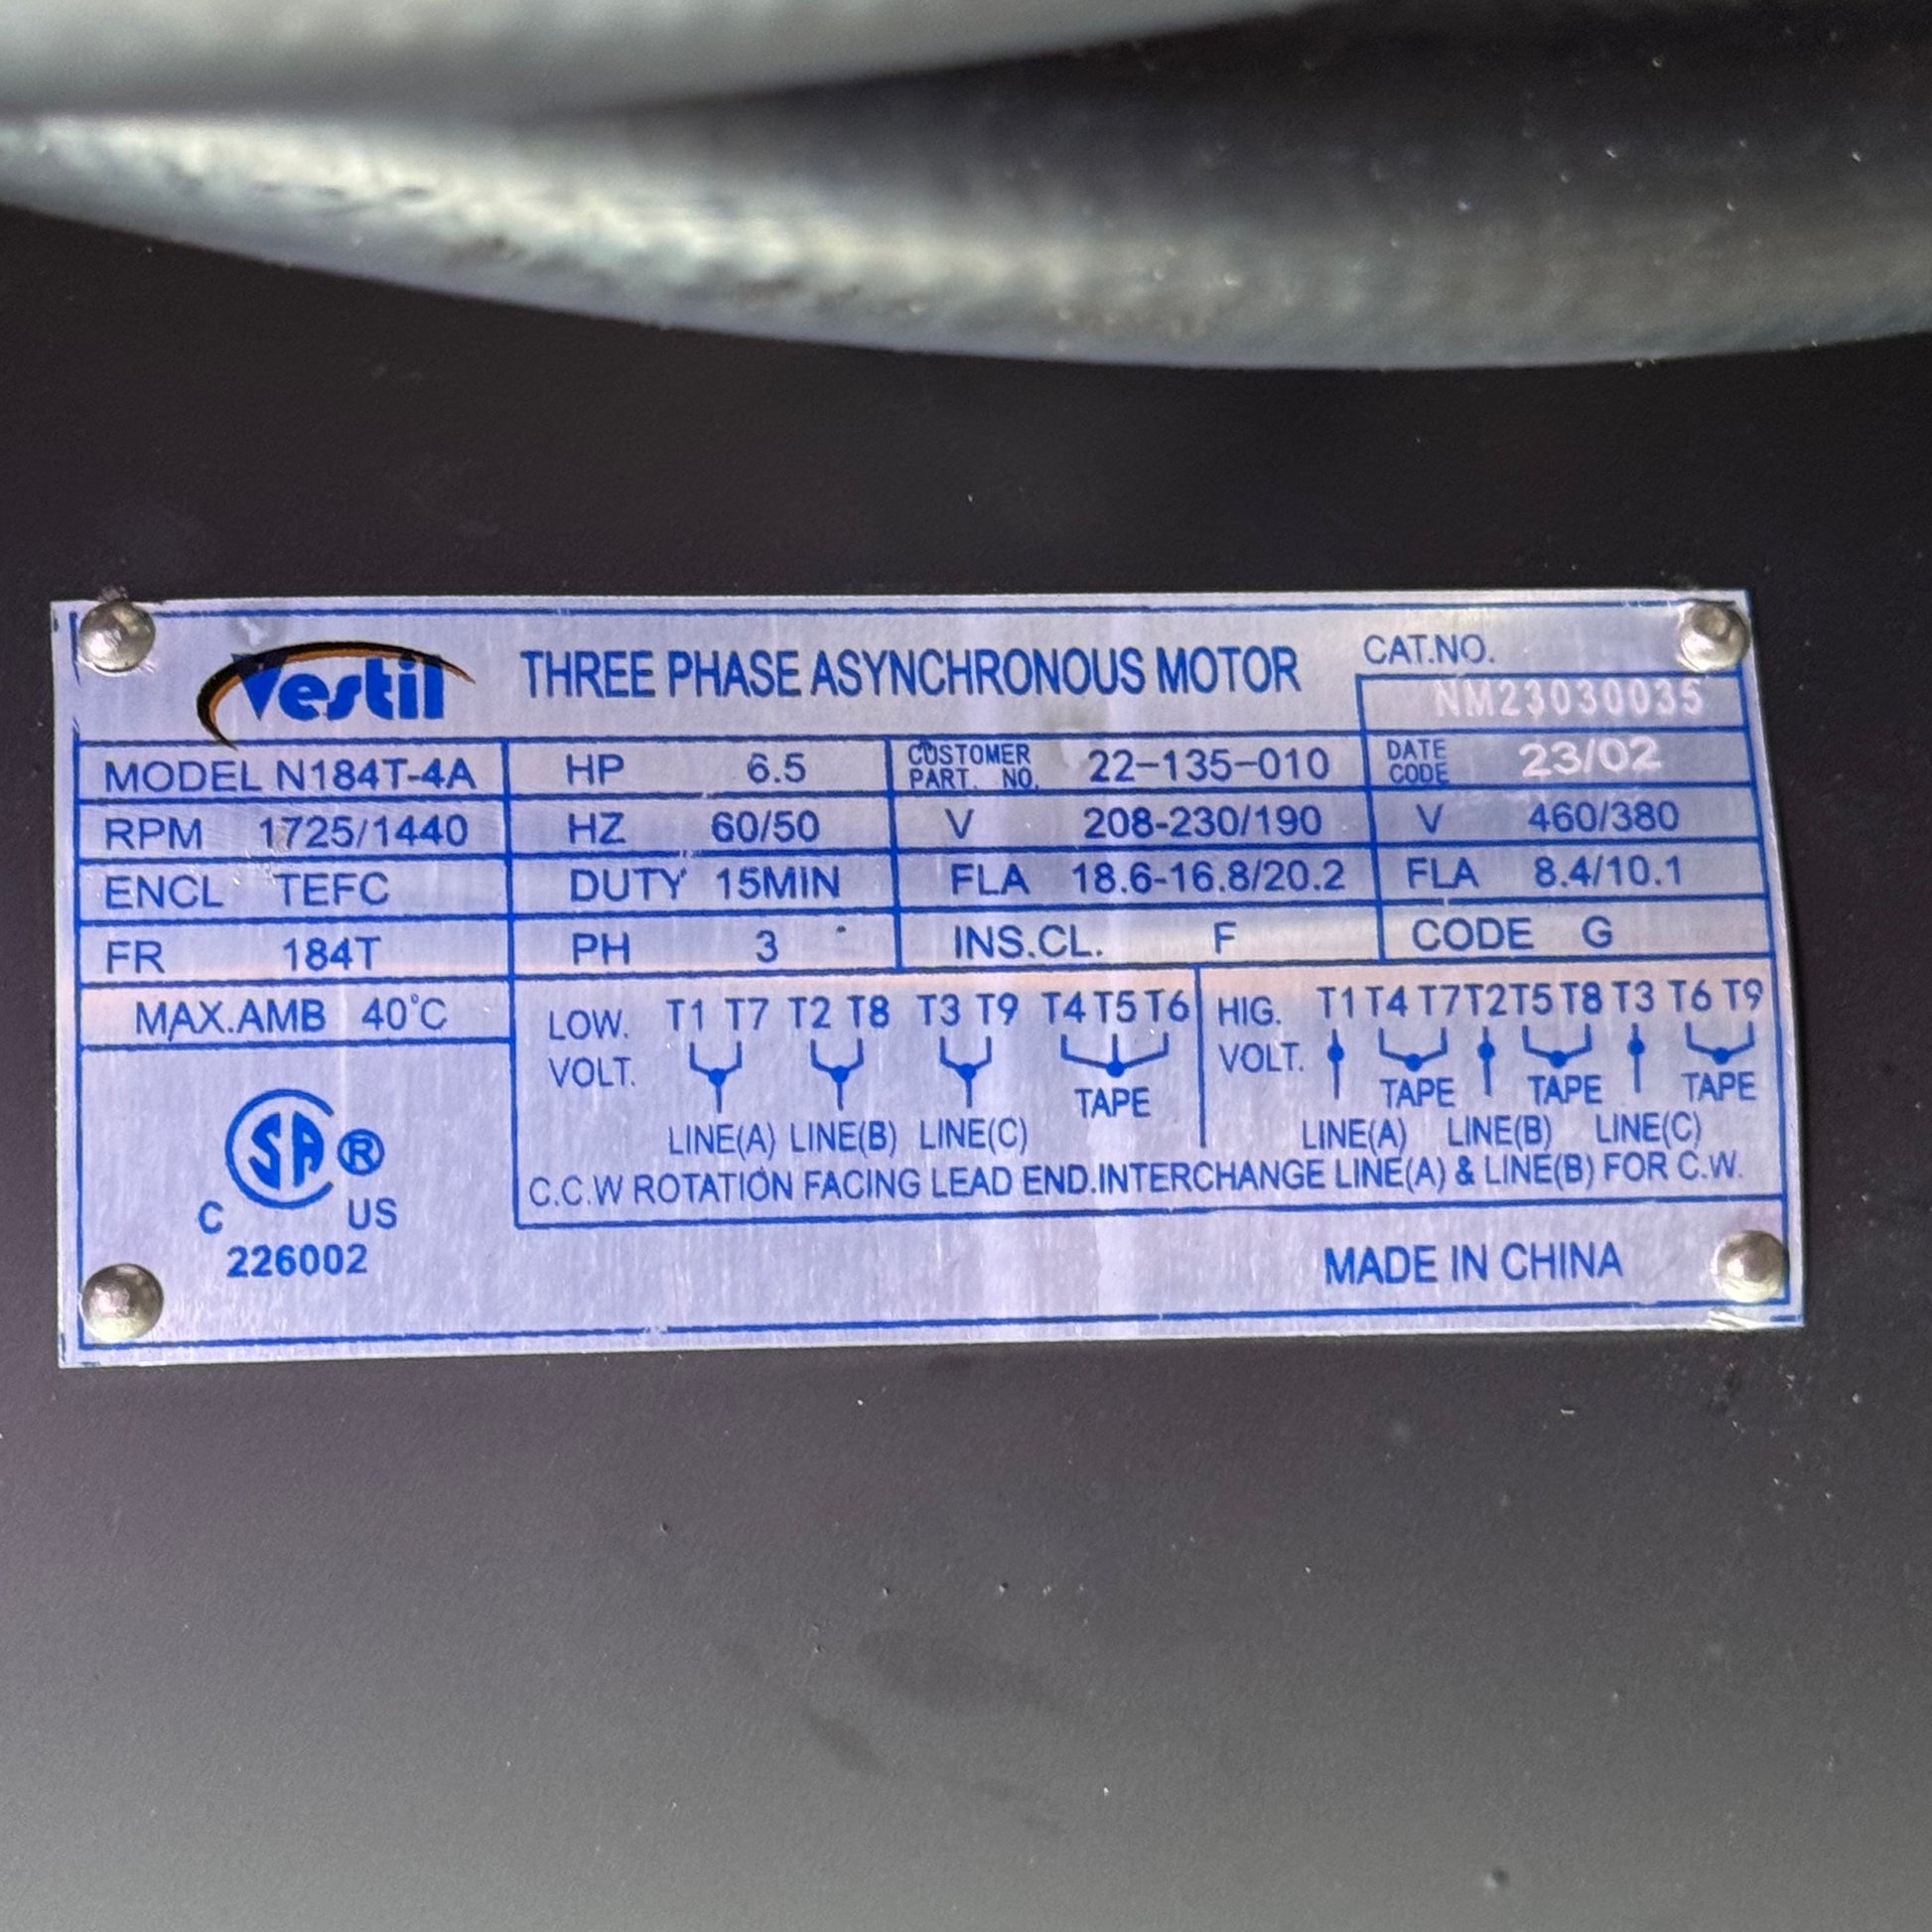 Vestil THREE PHASE ASYNCHRONOUS MOTOR CAT.NO.
NM23030035
MODEL N184T-4A HP 6.5 CUSTOMER PART. NO. 22-135-010 DATE CODE 23/02
RPM 1725/1440 HZ 60/50 V 208-230/190 V 460/380
ENCL TEFC DUTY 15MIN FLA 18.6-16.8/20.2 FLA 8.4/10.1
FR 184T PH 3 INS.CL. F CODE G
MAX.AMB 40°C
LOW. VOLT. T1 T7 T2 T8 T3 T9 T4 T5 T6
TAPE
LINE(A) LINE(B) LINE(C)
HIG. VOLT. T1 T4 T7 T2 T5 T8 T3 T6 T9
TAPE TAPE TAPE
LINE(A) LINE(B) LINE(C)
C.C.W ROTATION FACING LEAD END.INTERCHANGE LINE(A) & LINE(B) FOR C.W.
SA ®
C US
226002
MADE IN CHINA